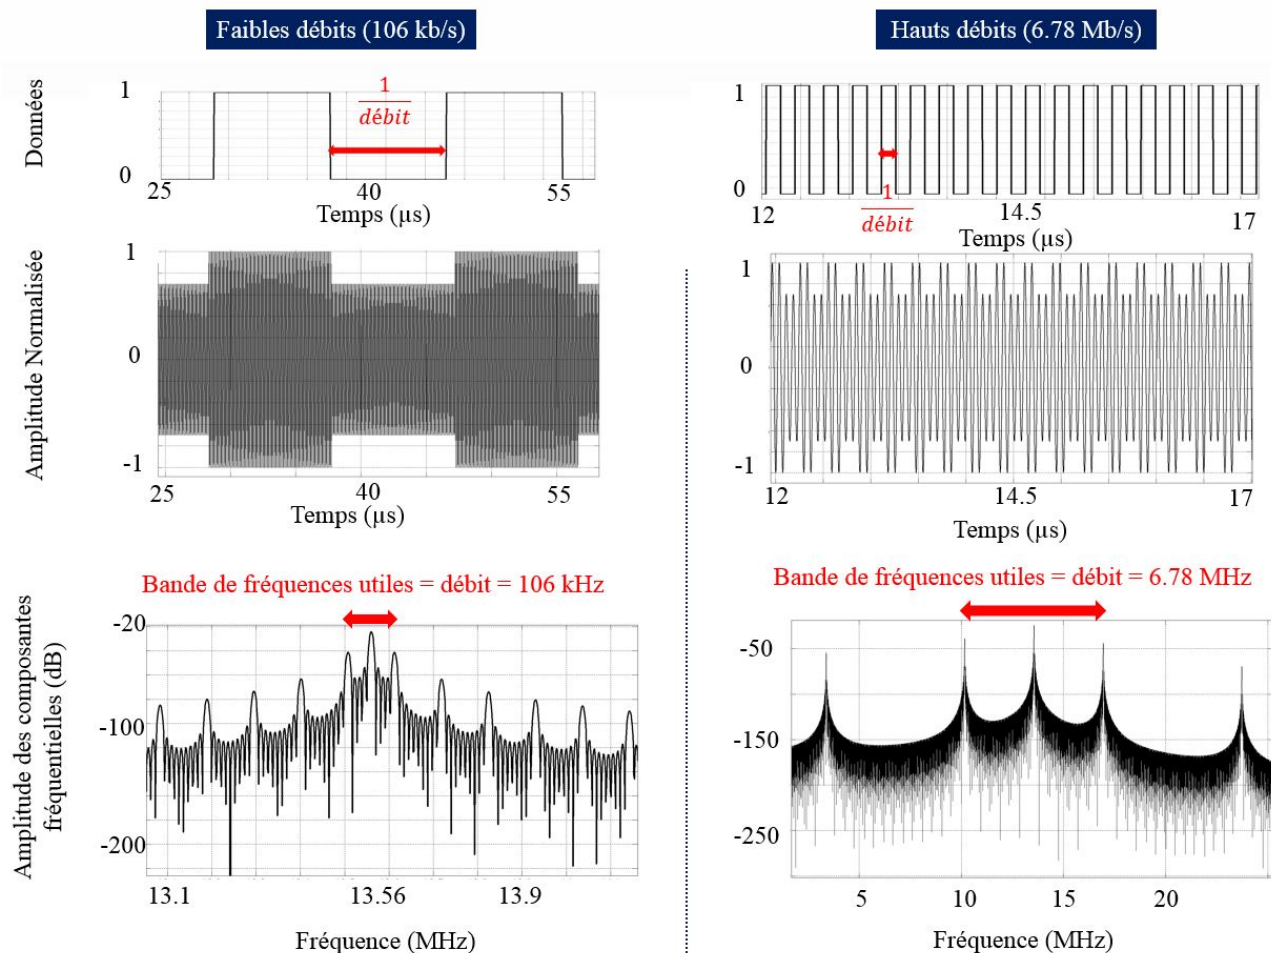 Faibles débits (106 kb/s)
Données
1
0
1
débit
25
40
55
Temps (µs)
Amplitude Normalisée
1
0
-1
25
40
55
Temps (µs)
Bande de fréquences utiles = débit = 106 kHz
Amplitude des composantes
fréquentielles (dB)
-20
-100
-200
13.1
13.56
13.9
Fréquence (MHz)
Hauts débits (6.78 Mb/s)
1
0
1
débit
12
14.5
17
Temps (µs)
1
0
-1
12
14.5
17
Temps (µs)
Bande de fréquences utiles = débit = 6.78 MHz
-50
-150
-250
5
10
15
20
Fréquence (MHz)